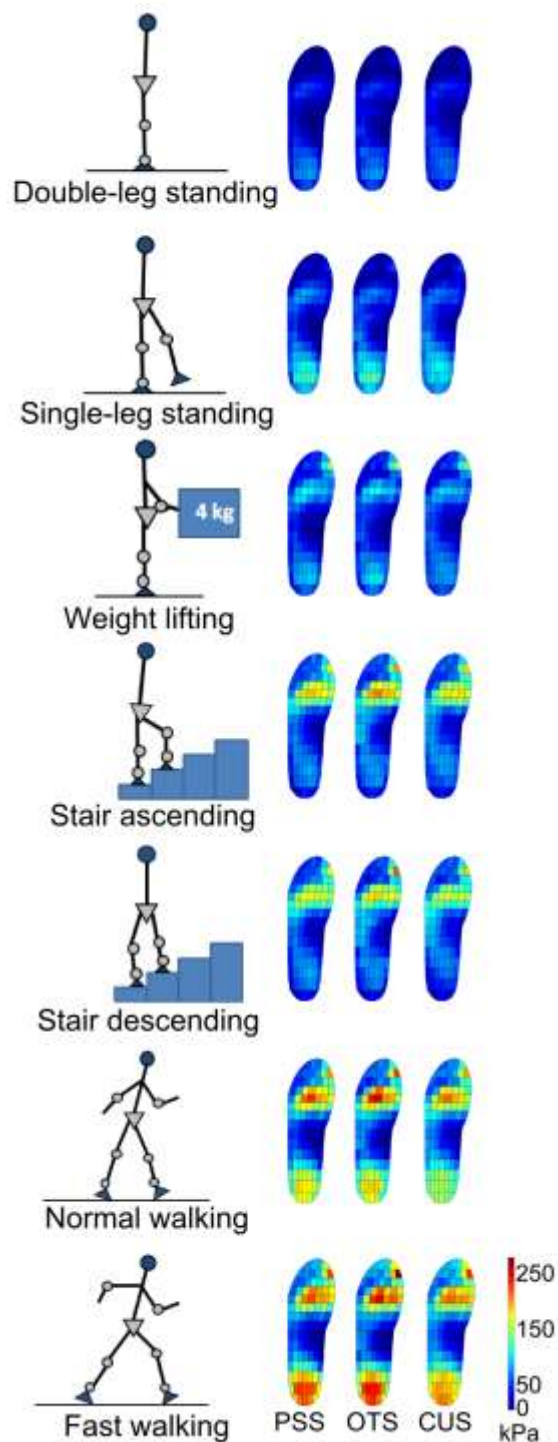 Double-leg standing
Single-leg standing
4 kg
Weight lifting
Stair ascending
Stair descending
Normal walking
250
150
50
0
Fast walking
PSS OTS CUS
kPa